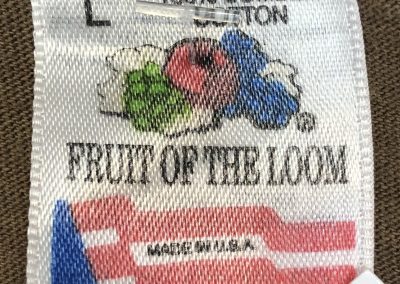 L COTTON
®
FRUIT OF THE LOOM
MADE IN U.S.A.